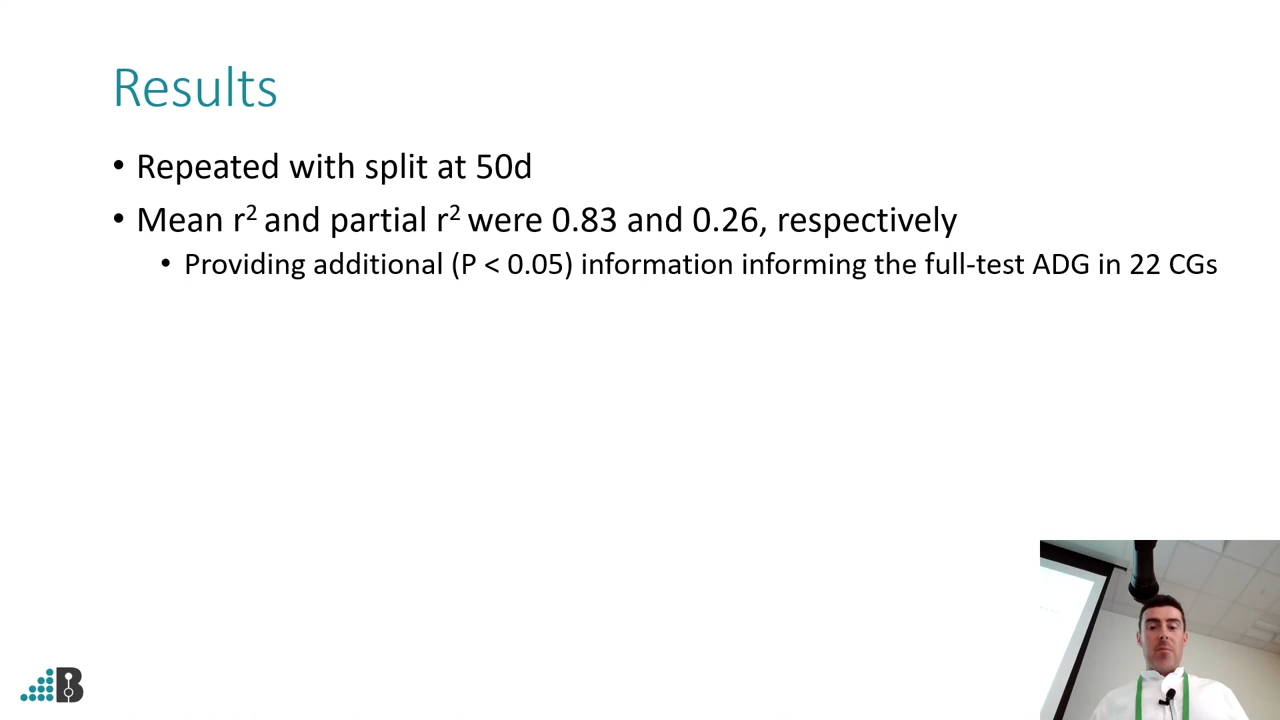 Results
• Repeated with split at 50d
• Mean r² and partial r² were 0.83 and 0.26, respectively
• Providing additional (P < 0.05) information informing the full-test ADG in 22 CGs
B